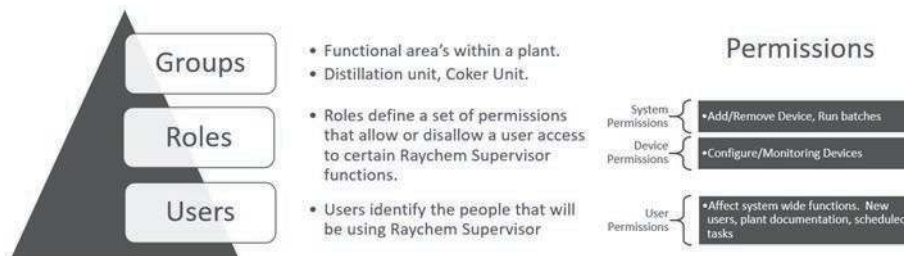 Groups
• Functional area's within a plant.
• Distillation unit, Coker Unit.
Roles
• Roles define a set of permissions
that allow or disallow a user access
to certain Raychem Supervisor
functions.
Users
• Users identify the people that will
be using Raychem Supervisor
Permissions
System
Permissions
•Add/Remove Device, Run batches
Device
Permissions
•Configure/Monitoring Devices
User
Permissions
•Affect system wide functions. New
users, plant documentation, scheduled
tasks